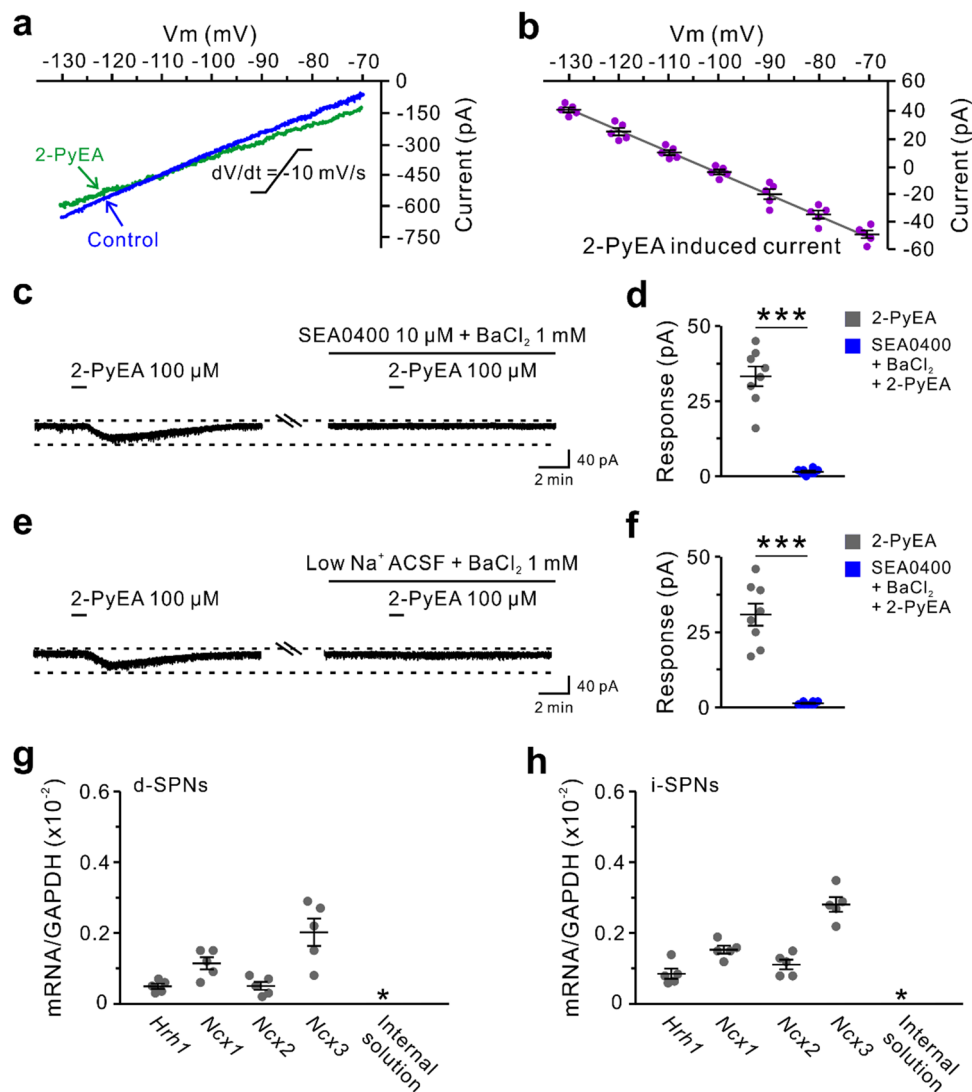 a
Vm (mV)
-130 -120 -110 -100 -90 -80 -70
0
-150
-300
-450
-600
-750
Current (pA)
2-PyEA
Control
dV/dt = -10 mV/s
b
Vm (mV)
-130 -120 -110 -100 -90 -80 -70
60
40
20
0
-20
-40
-60
Current (pA)
2-PyEA induced current
c
SEA0400 10 µM + BaCl₂ 1 mM
2-PyEA 100 µM
2-PyEA 100 µM
40 pA
2 min
d
***
50
25
0
Response (pA)
2-PyEA
SEA0400
+ BaCl₂
+ 2-PyEA
e
Low Na⁺ ACSF + BaCl₂ 1 mM
2-PyEA 100 µM
2-PyEA 100 µM
40 pA
2 min
f
***
50
25
0
Response (pA)
2-PyEA
SEA0400
+ BaCl₂
+ 2-PyEA
g
d-SPNs
0.6
0.4
0.2
0
mRNA/GAPDH (x10⁻²)
*
Hrh1
Ncx1
Ncx2
Ncx3
Internal
solution
h
i-SPNs
0.6
0.4
0.2
0
mRNA/GAPDH (x10⁻²)
*
Hrh1
Ncx1
Ncx2
Ncx3
Internal
solution